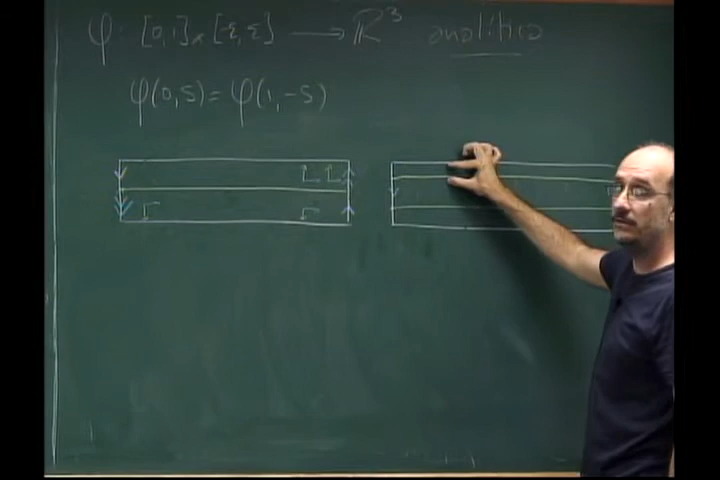 φ: [0,1] × [-ε, ε] → ℝ³ analitica
φ(0,s) = φ(1,-s)